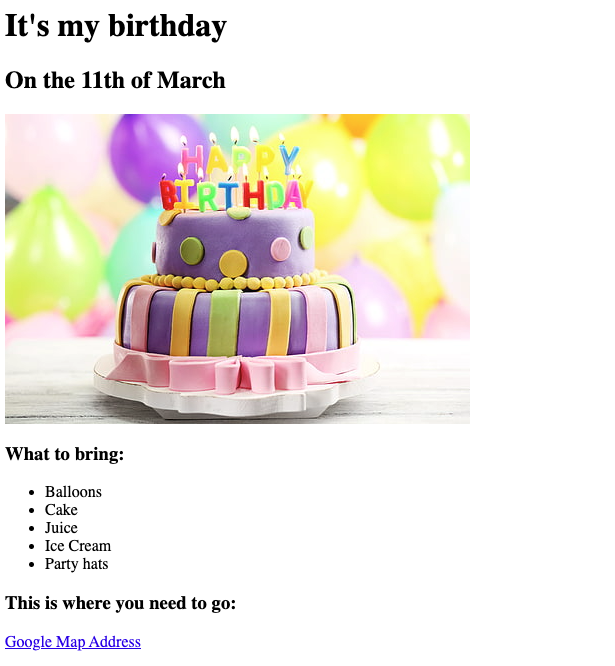 It's my birthday
On the 11th of March
HAPPY
BIRTHDAY
What to bring:
Balloons
Cake
Juice
Ice Cream
Party hats
This is where you need to go:
Google Map Address